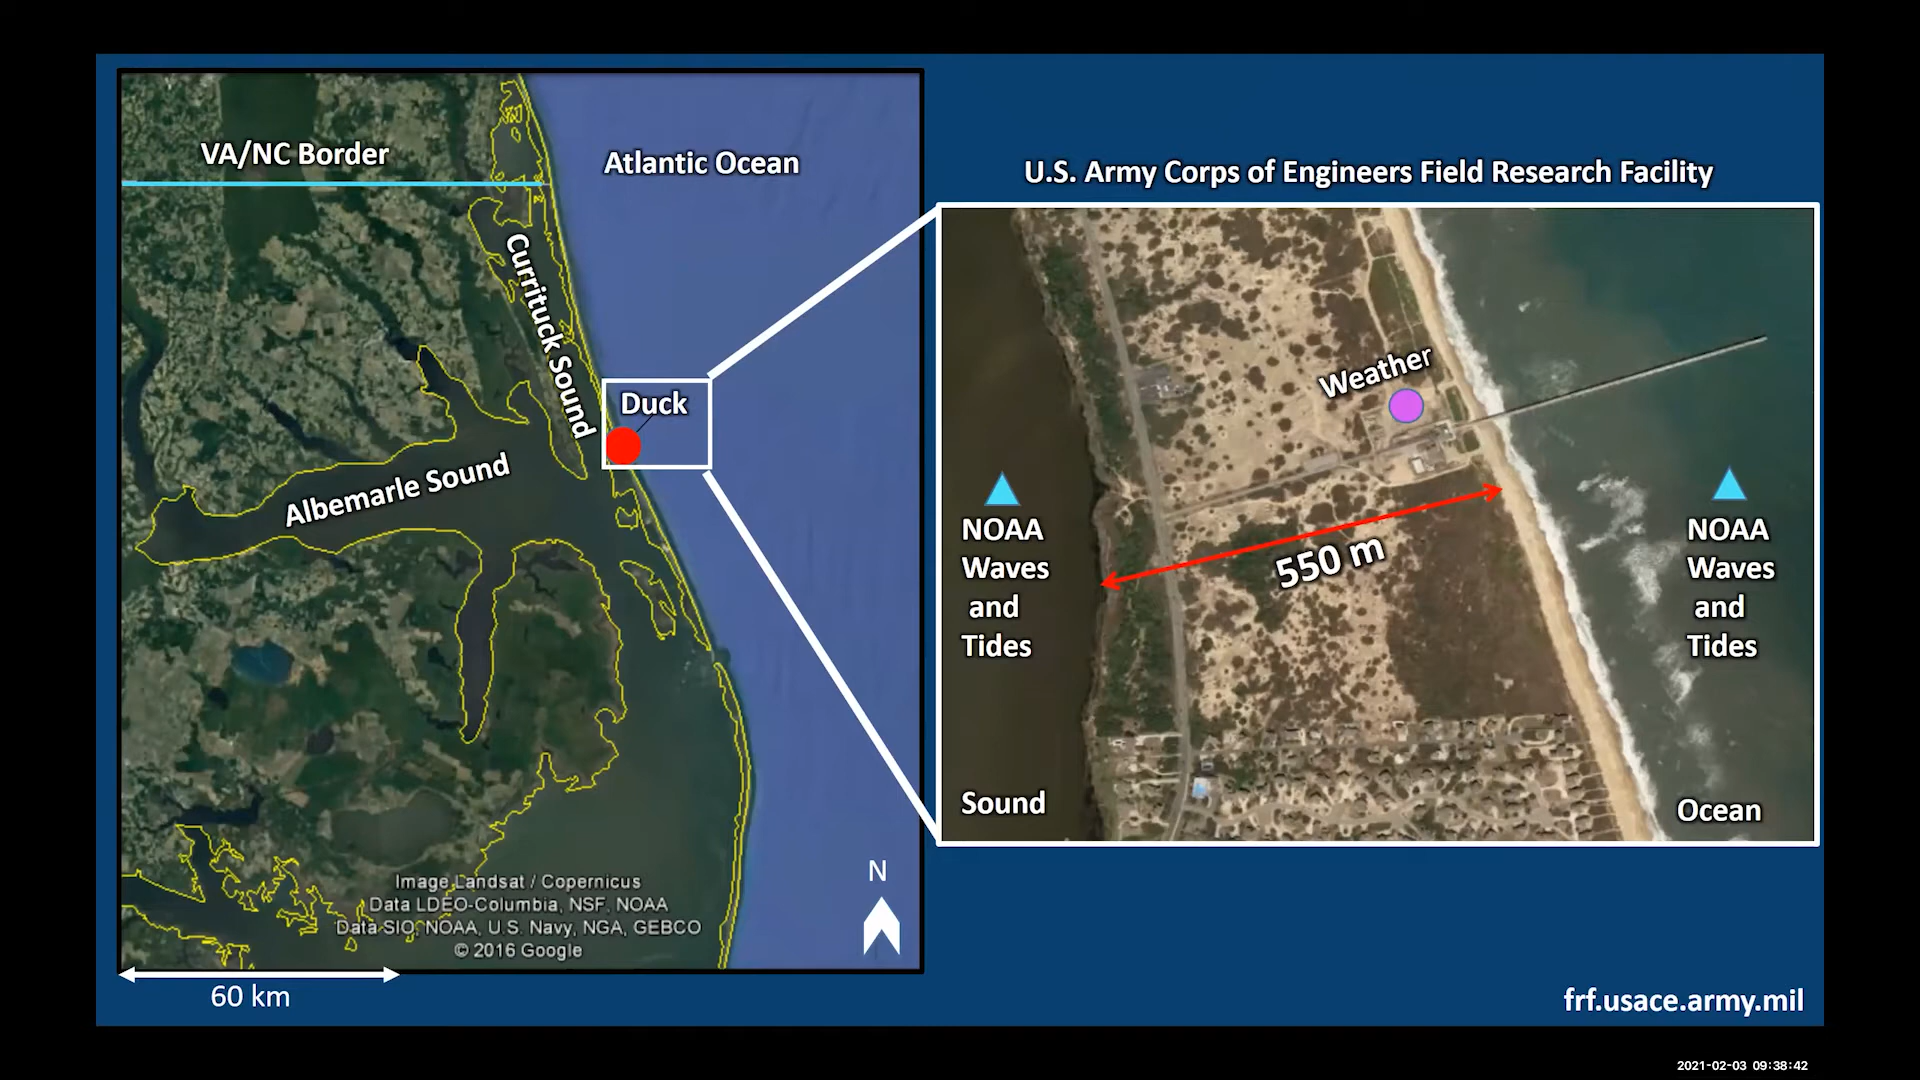 VA/NC Border
Atlantic Ocean
Currituck Sound
Duck
Albemarle Sound
N
Image Landsat / Copernicus
Data LDEO-Columbia, NSF, NOAA
Data SIO, NOAA, U.S. Navy, NGA, GEBCO
© 2016 Google
60 km
U.S. Army Corps of Engineers Field Research Facility
Weather
NOAA
Waves
and
Tides
550 m
NOAA
Waves
and
Tides
Sound
Ocean
frf.usace.army.mil
2021-02-03 09:38:42